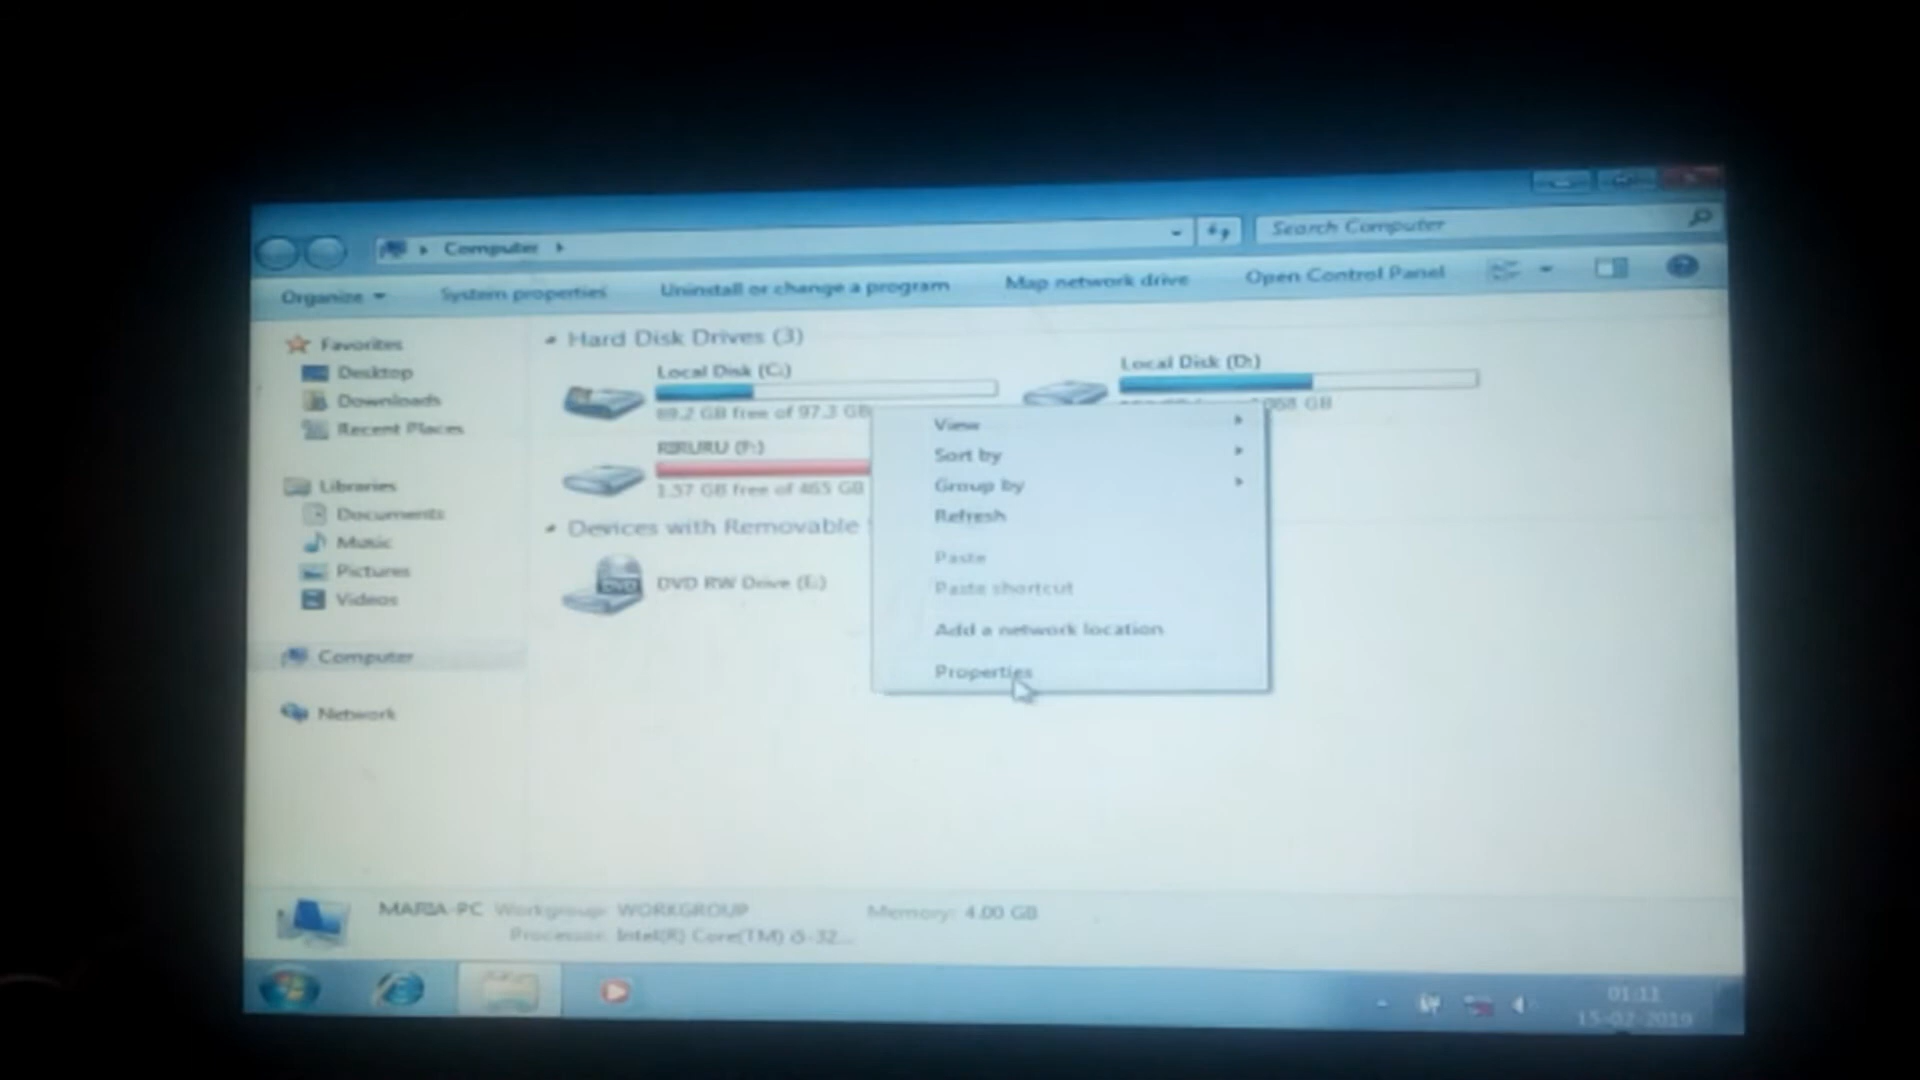 Computer
Search Computer
Organize
System properties
Uninstall or change a program
Map network drive
Open Control Panel
Favorites
Desktop
Downloads
Recent Places
Libraries
Documents
Music
Pictures
Videos
Computer
Network
Hard Disk Drives (3)
Local Disk (C:)
GB free of 97.3 GB
Local Disk (D:)
GB
(F:)
1.37 GB free of 465 GB
Devices with Removable
DVD RW Drive (E:)
View
Sort by
Group by
Refresh
Paste
Paste shortcut
Add a network location
Properties
MARIA-PC Workgroup: WORKGROUP
Memory: 4.00 GB
Processor: Intel(R) Core(TM) i5-32...
01:11
15-02-2019